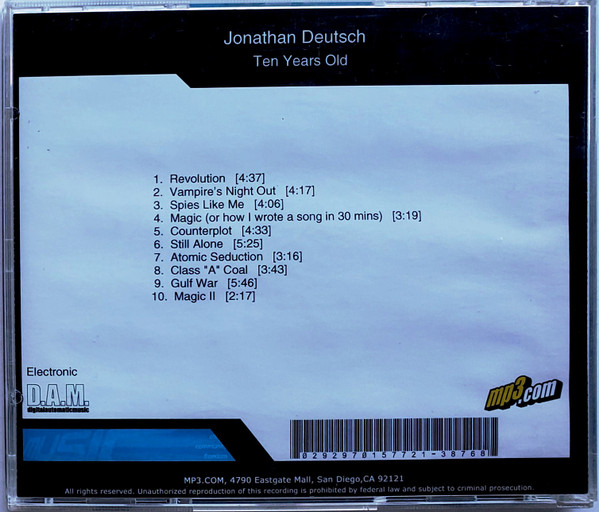 Jonathan Deutsch
Ten Years Old
1. Revolution [4:37]
2. Vampire's Night Out [4:17]
3. Spies Like Me [4:06]
4. Magic (or how I wrote a song in 30 mins) [3:19]
5. Counterplot [4:33]
6. Still Alone [5:25]
7. Atomic Seduction [3:16]
8. Class "A" Coal [3:43]
9. Gulf War [5:46]
10. Magic II [2:17]
Electronic
D.A.M.
digitalautomaticmusic
mp3.com
0292970157721-38768
MP3.COM, 4790 Eastgate Mall, San Diego,CA 92121
All rights reserved. Unauthorized reproduction of this recording is prohibited by federal law and subject to criminal prosecution.